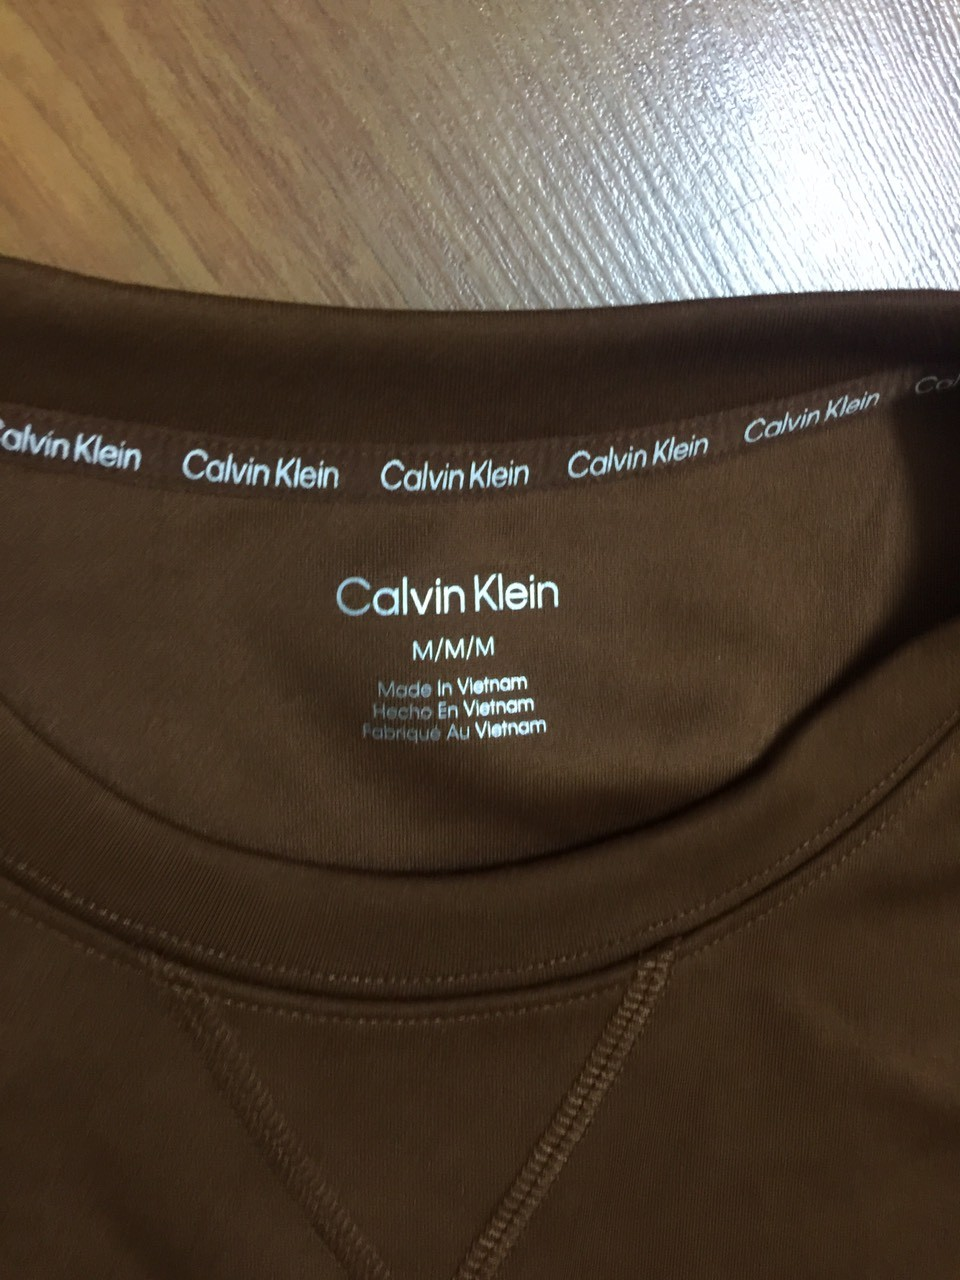 Calvin Klein Calvin Klein Calvin Klein Calvin Klein Calvin Klein Cal
Calvin Klein
M/M/M
Made In Vietnam
Hecho En Vietnam
Fabriqué Au Vietnam